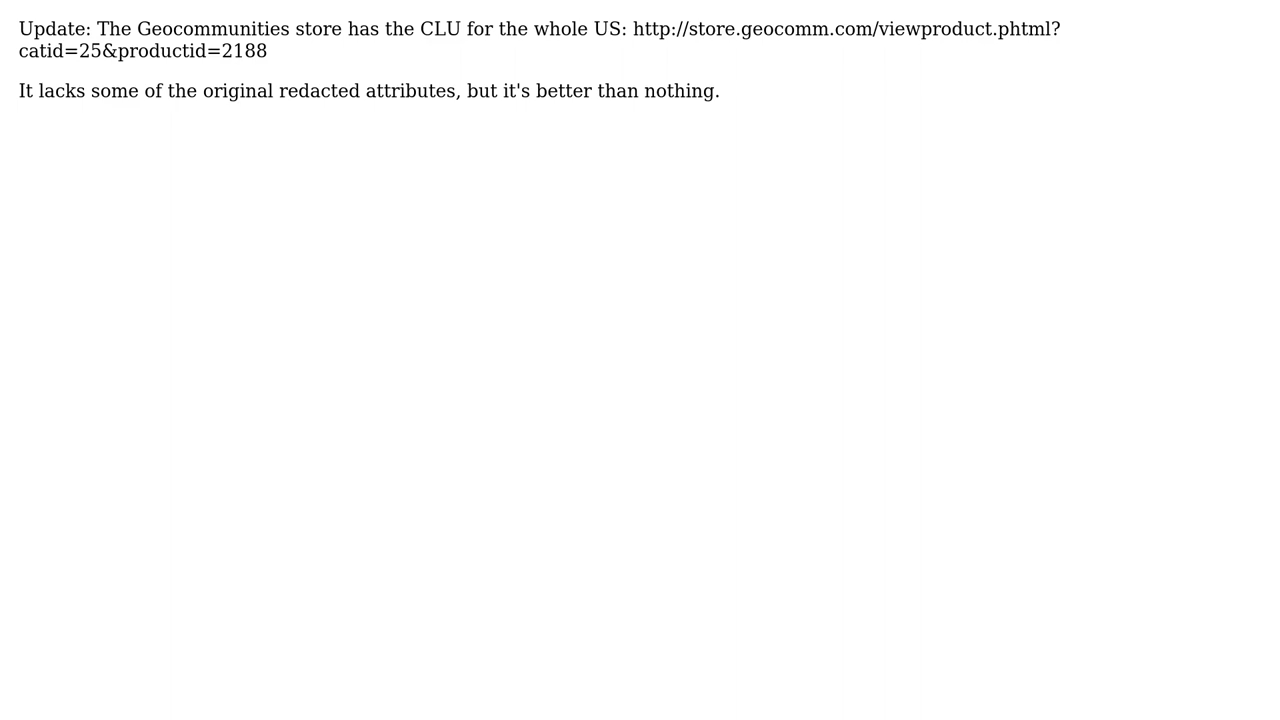 Update: The Geocommunities store has the CLU for the whole US: http://store.geocomm.com/viewproduct.phtml?
catid=25&productid=2188
It lacks some of the original redacted attributes, but it's better than nothing.